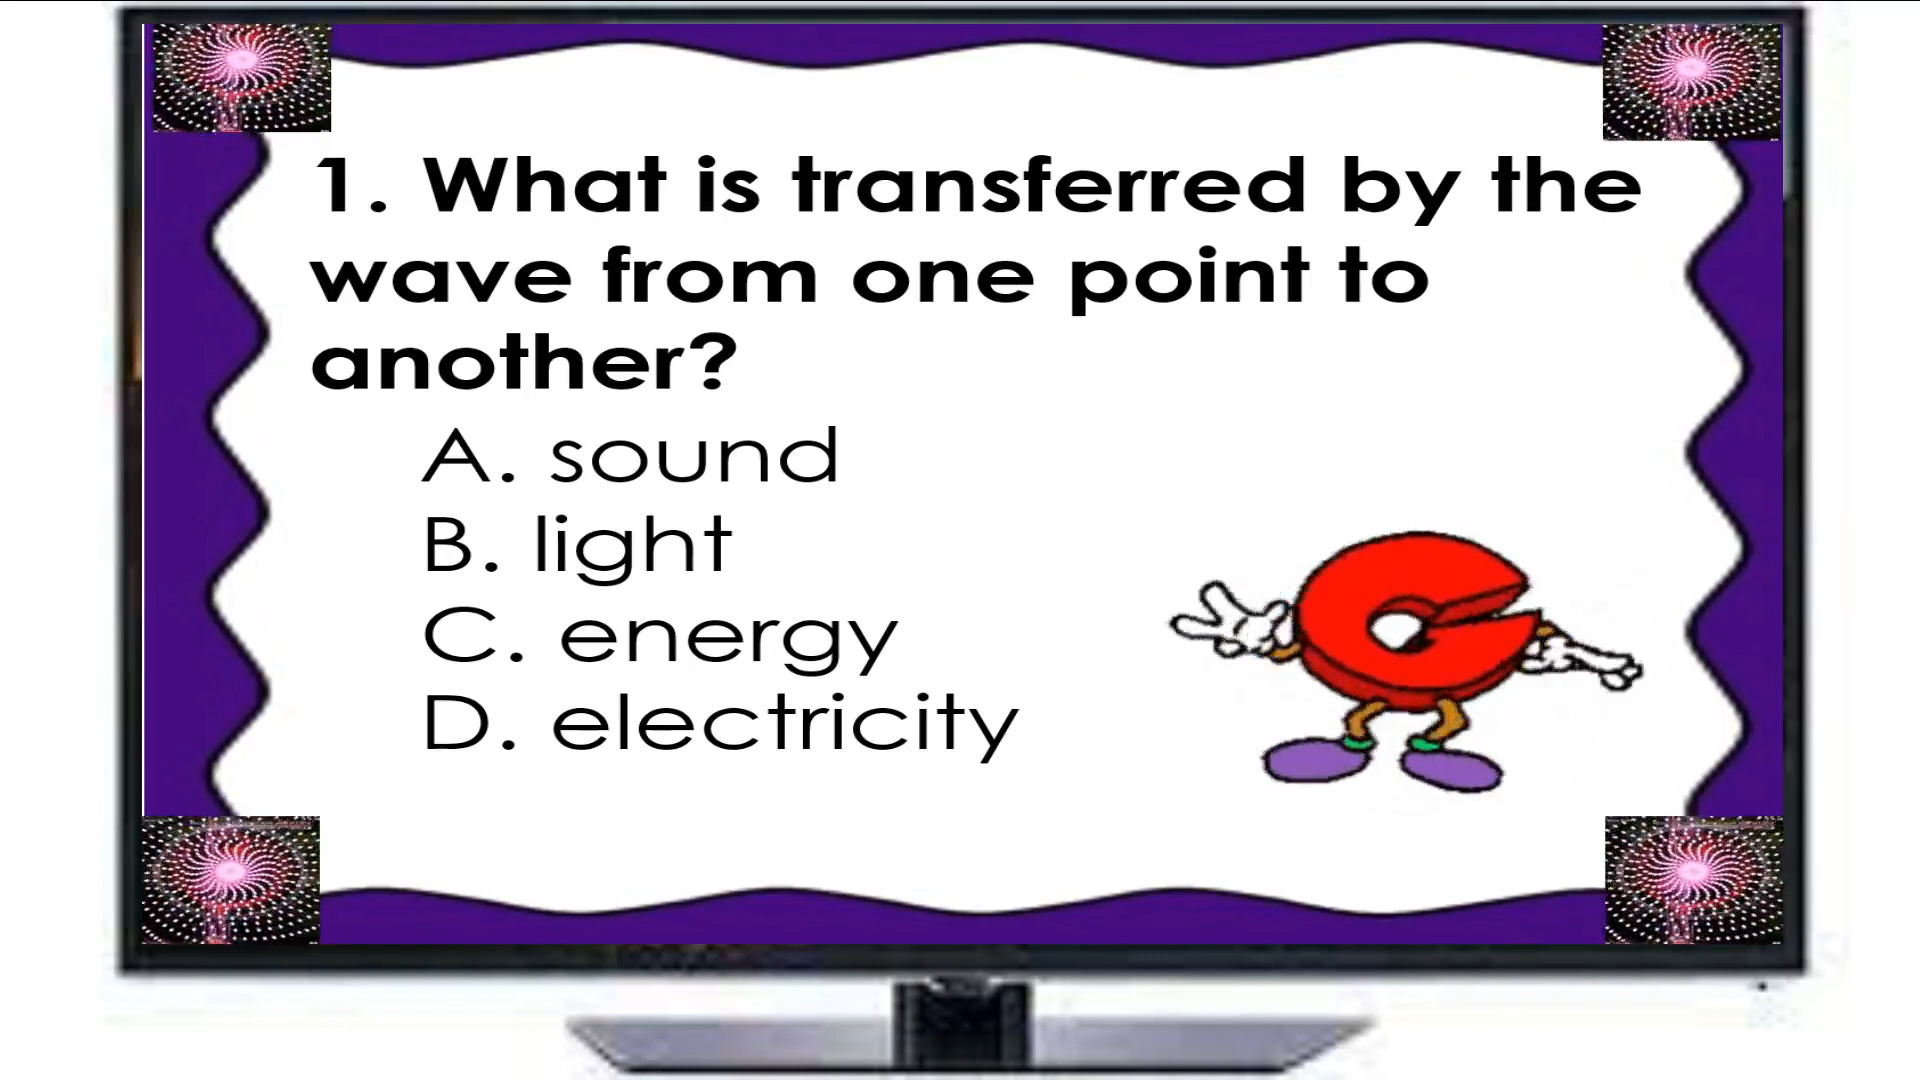 1. What is transferred by the
wave from one point to
another?
A. sound
B. light
C. energy
D. electricity